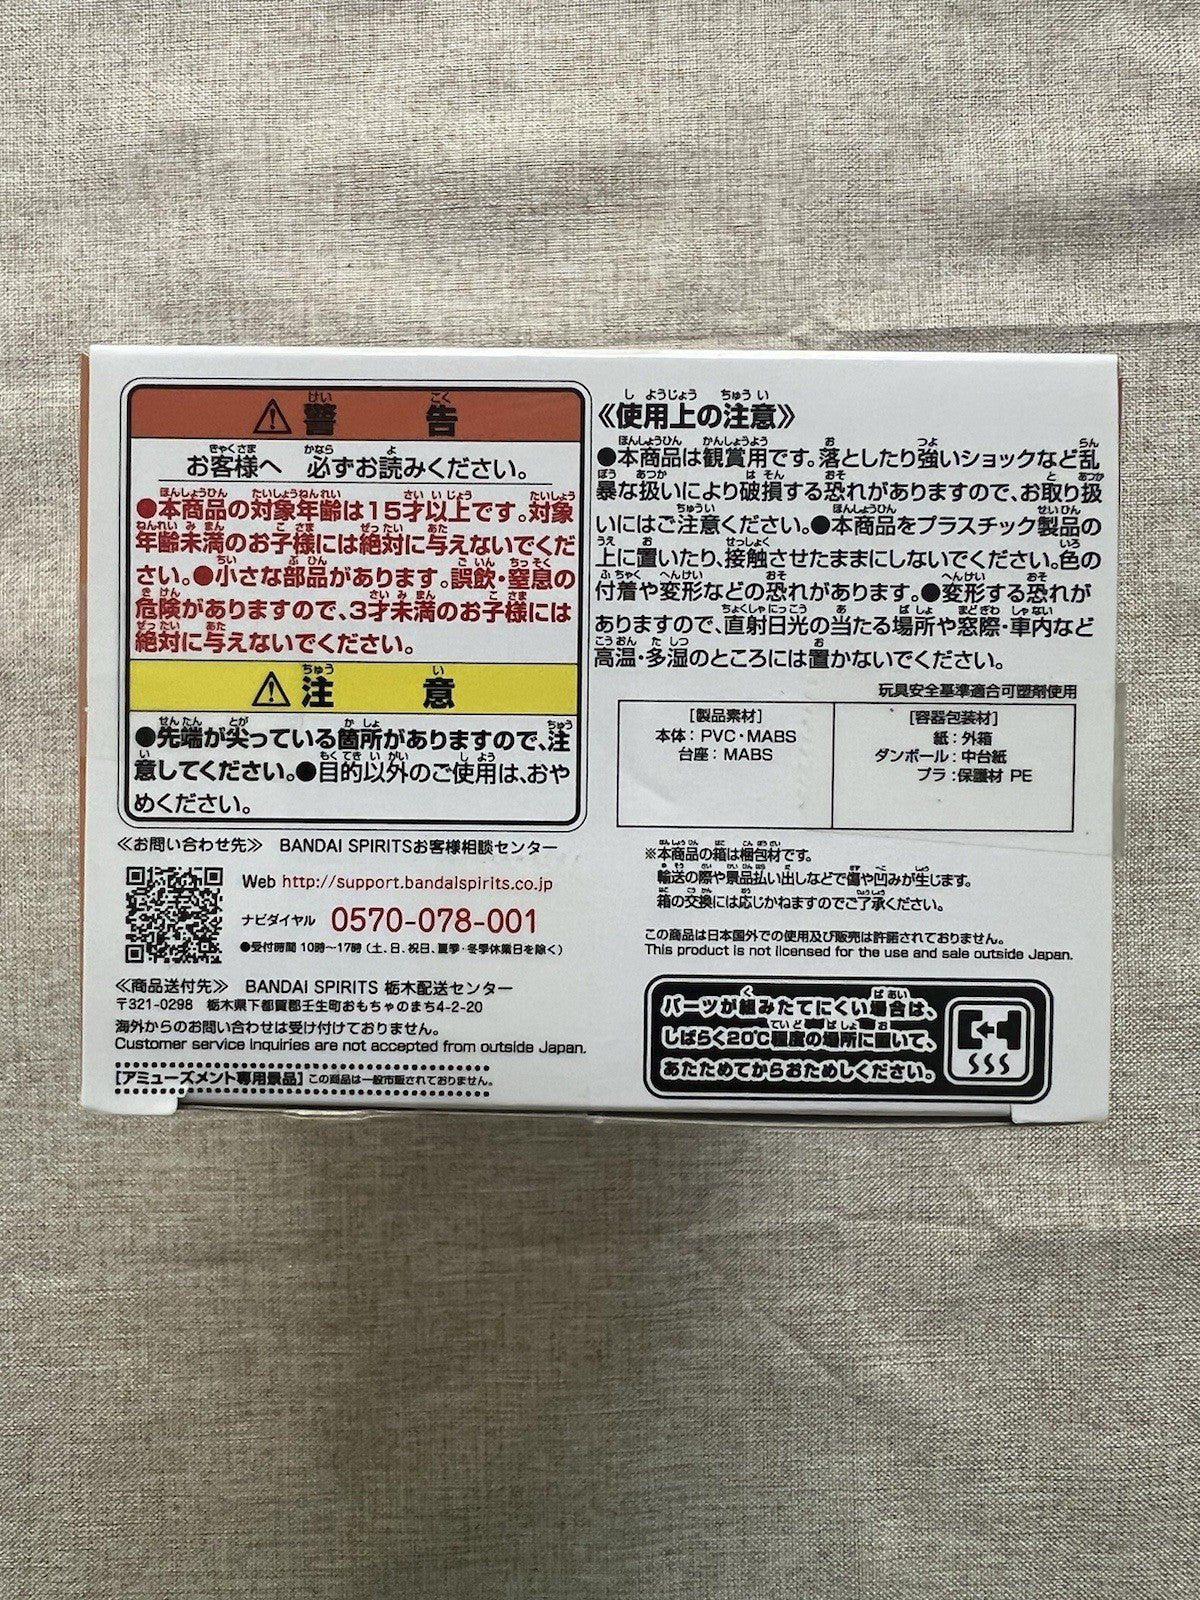 ⚠警告
お客様へ 必ずお読みください。
●本商品の対象年齢は15才以上です。対象
年齢未満のお子様には絶対に与えないでくだ
さい。●小さな部品があります。誤飲・窒息の
危険がありますので、3才未満のお子様には
絶対に与えないでください。
⚠注意
●先端が尖っている箇所がありますので、注
意してください。●目的以外のご使用は、おや
めください。
≪お問い合わせ先≫ BANDAI SPIRITSお客様相談センター
Web http://support.bandaispirits.co.jp
ナビダイヤル 0570-078-001
●受付時間 10時〜17時(土、日、祝日、夏季・冬季休業日を除く)
≪商品送付先≫ BANDAI SPIRITS 栃木配送センター
〒321-0298 栃木県下都賀郡壬生町おもちゃのまち4-2-20
海外からのお問い合わせは受け付けておりません。
Customer service inquiries are not accepted from outside Japan.
[アミューズメント専用景品] この商品は一般市販されておりません。
≪使用上の注意≫
●本商品は観賞用です。落としたり強いショックなど乱
暴な扱いにより破損する恐れがありますので、お取り扱
いにはご注意ください。●本商品をプラスチック製品の
上に置いたり、接触させたままにしないでください。色の
付着や変形などの恐れがあります。●変形する恐れが
ありますので、直射日光の当たる場所や窓際・車内など
高温・多湿のところには置かないでください。
玩具安全基準適合可塑剤使用
[製品素材]
本体:PVC・MABS
台座:MABS
[容器包装材]
紙:外箱
ダンボール:中台紙
プラ:保護材 PE
※本商品の箱は梱包材です。
輸送の際や景品払い出しなどで傷や凹みが生じます。
箱の交換には応じかねますのでご了承ください。
この商品は日本国外での使用及び販売は許諾されておりません。
This product is not licensed for the use and sale outside Japan.
パーツが組みたてにくい場合は、
しばらく20℃程度の場所に置いて、
あたためてからおためしください。